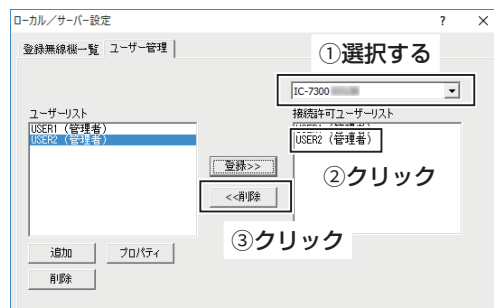 ローカル／サーバー設定 ? ×
登録無線機一覧 ユーザー管理
①選択する
IC-7300
ユーザーリスト
接続許可ユーザーリスト
USER1 (管理者)
USER2 (管理者)
USER2 (管理者)
登録>>
②クリック
<<削除
③クリック
追加 プロパティ
削除